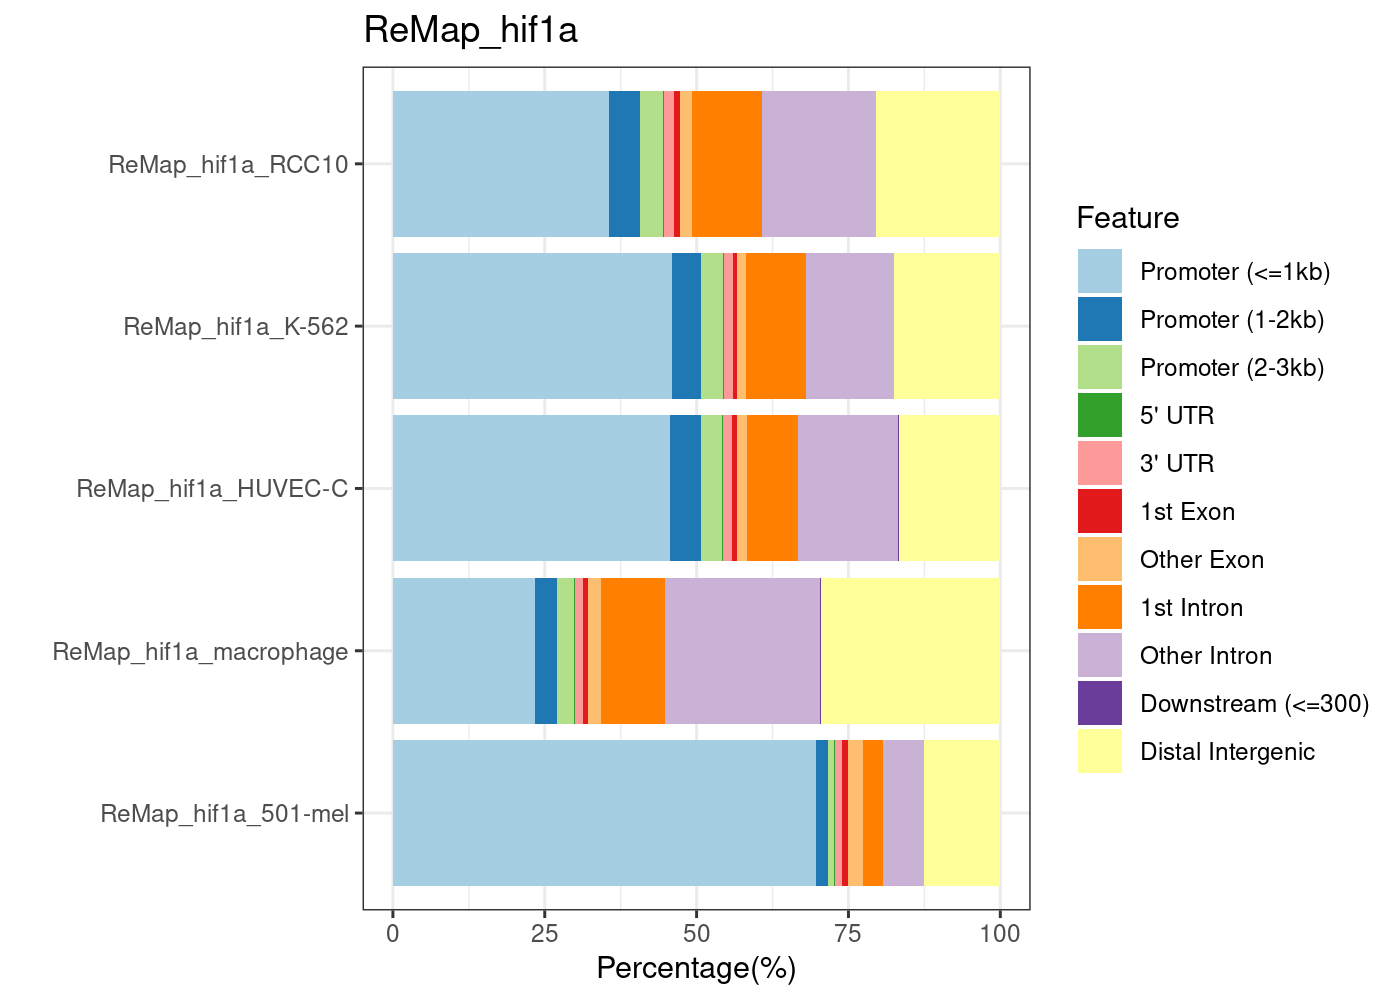 ReMap_hif1a
ReMap_hif1a_RCC10
ReMap_hif1a_K-562
ReMap_hif1a_HUVEC-C
ReMap_hif1a_macrophage
ReMap_hif1a_501-mel
0 25 50 75 100
Percentage(%)
Feature
Promoter (<=1kb)
Promoter (1-2kb)
Promoter (2-3kb)
5' UTR
3' UTR
1st Exon
Other Exon
1st Intron
Other Intron
Downstream (<=300)
Distal Intergenic